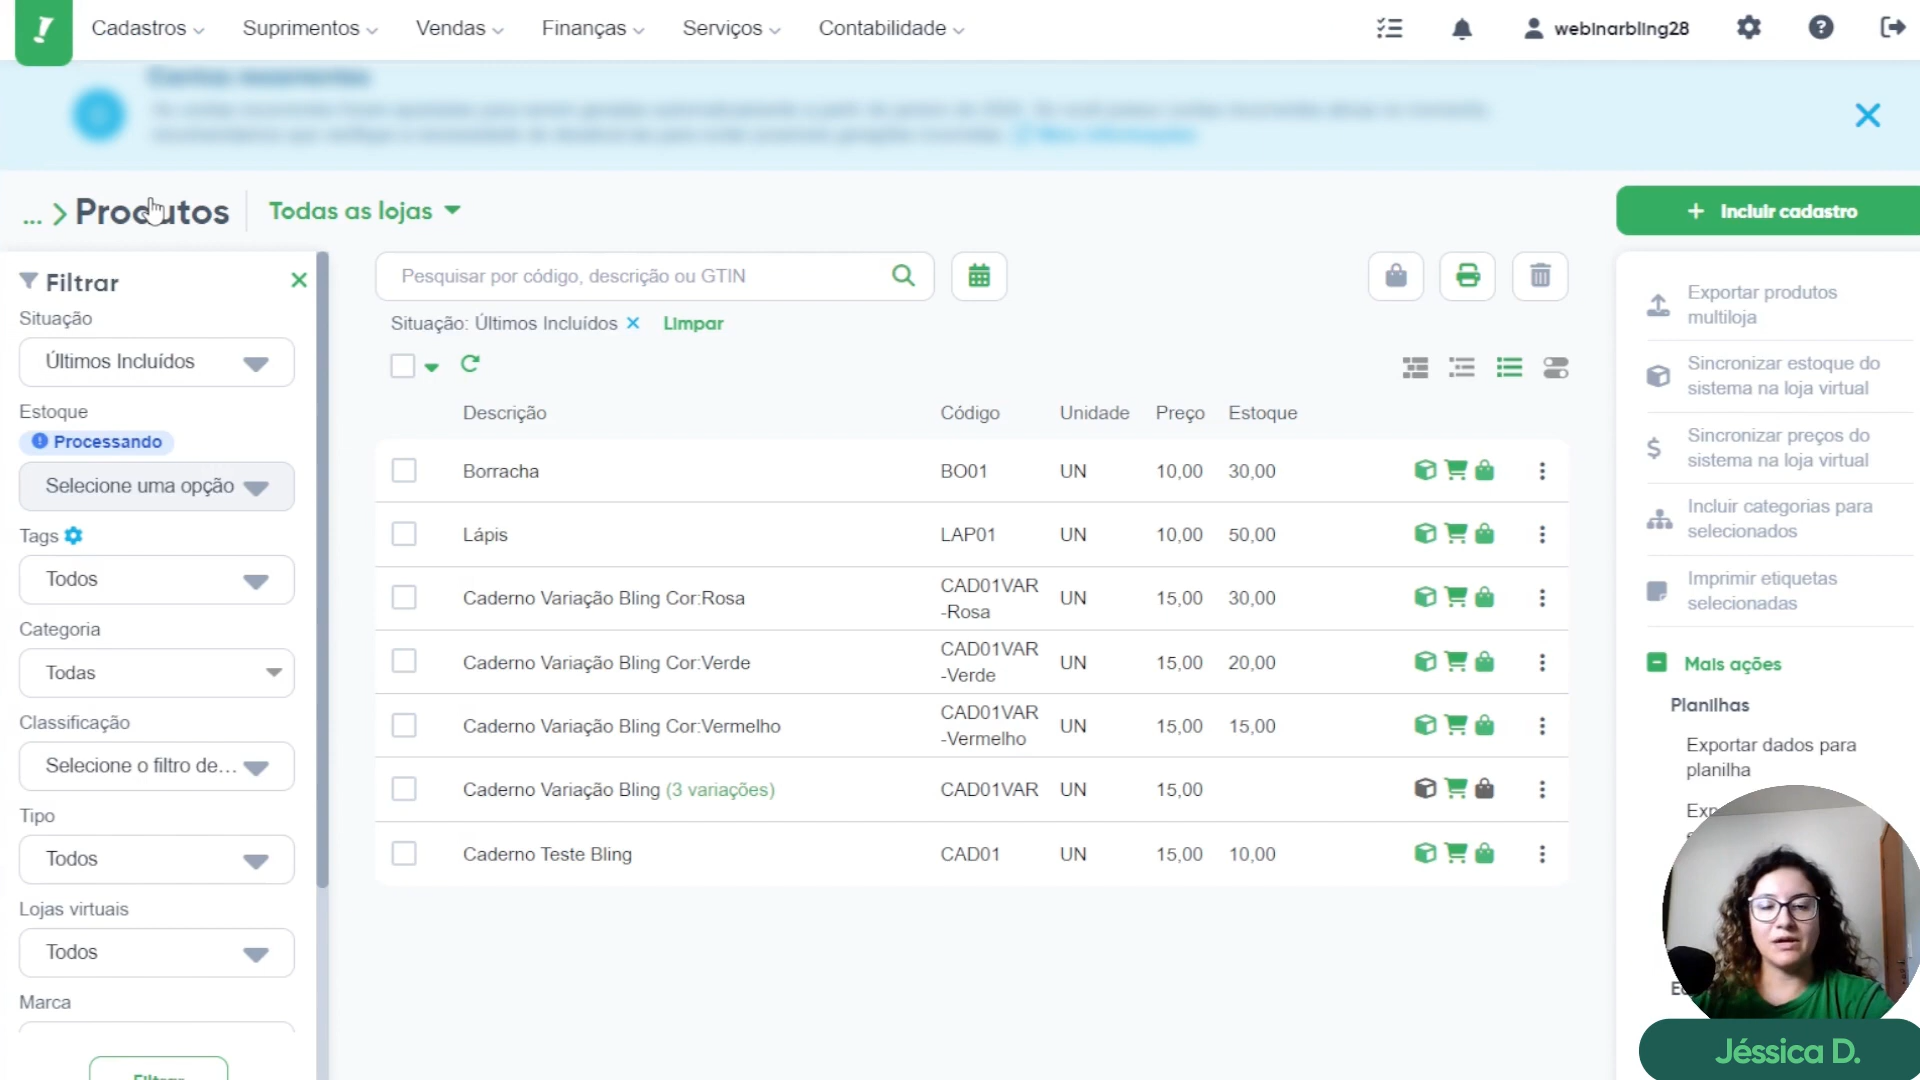 Cadastros
Suprimentos
Vendas
Finanças
Serviços
Contabilidade
webinarbling28
... Produtos
Todas as lojas
+ Incluir cadastro
Filtrar
Situação
Últimos Incluídos
Estoque
Processando
Selecione uma opção
Tags
Todos
Categoria
Todas
Classificação
Selecione o filtro de...
Tipo
Todos
Lojas virtuais
Todos
Marca
Pesquisar por código, descrição ou GTIN
Situação: Últimos Incluídos
Limpar
Descrição Código Unidade Preço Estoque
Borracha BO01 UN 10,00 30,00
Lápis LAP01 UN 10,00 50,00
Caderno Variação Bling Cor:Rosa CAD01VAR UN 15,00 30,00
-Rosa
Caderno Variação Bling Cor:Verde CAD01VAR UN 15,00 20,00
-Verde
Caderno Variação Bling Cor:Vermelho CAD01VAR UN 15,00 15,00
-Vermelho
Caderno Variação Bling (3 variações) CAD01VAR UN 15,00
Caderno Teste Bling CAD01 UN 15,00 10,00
Exportar produtos
multiloja
Sincronizar estoque do
sistema na loja virtual
Sincronizar preços do
sistema na loja virtual
Incluir categorias para
selecionados
Imprimir etiquetas
selecionadas
Mais ações
Planilhas
Exportar dados para
planilha
Jéssica D.